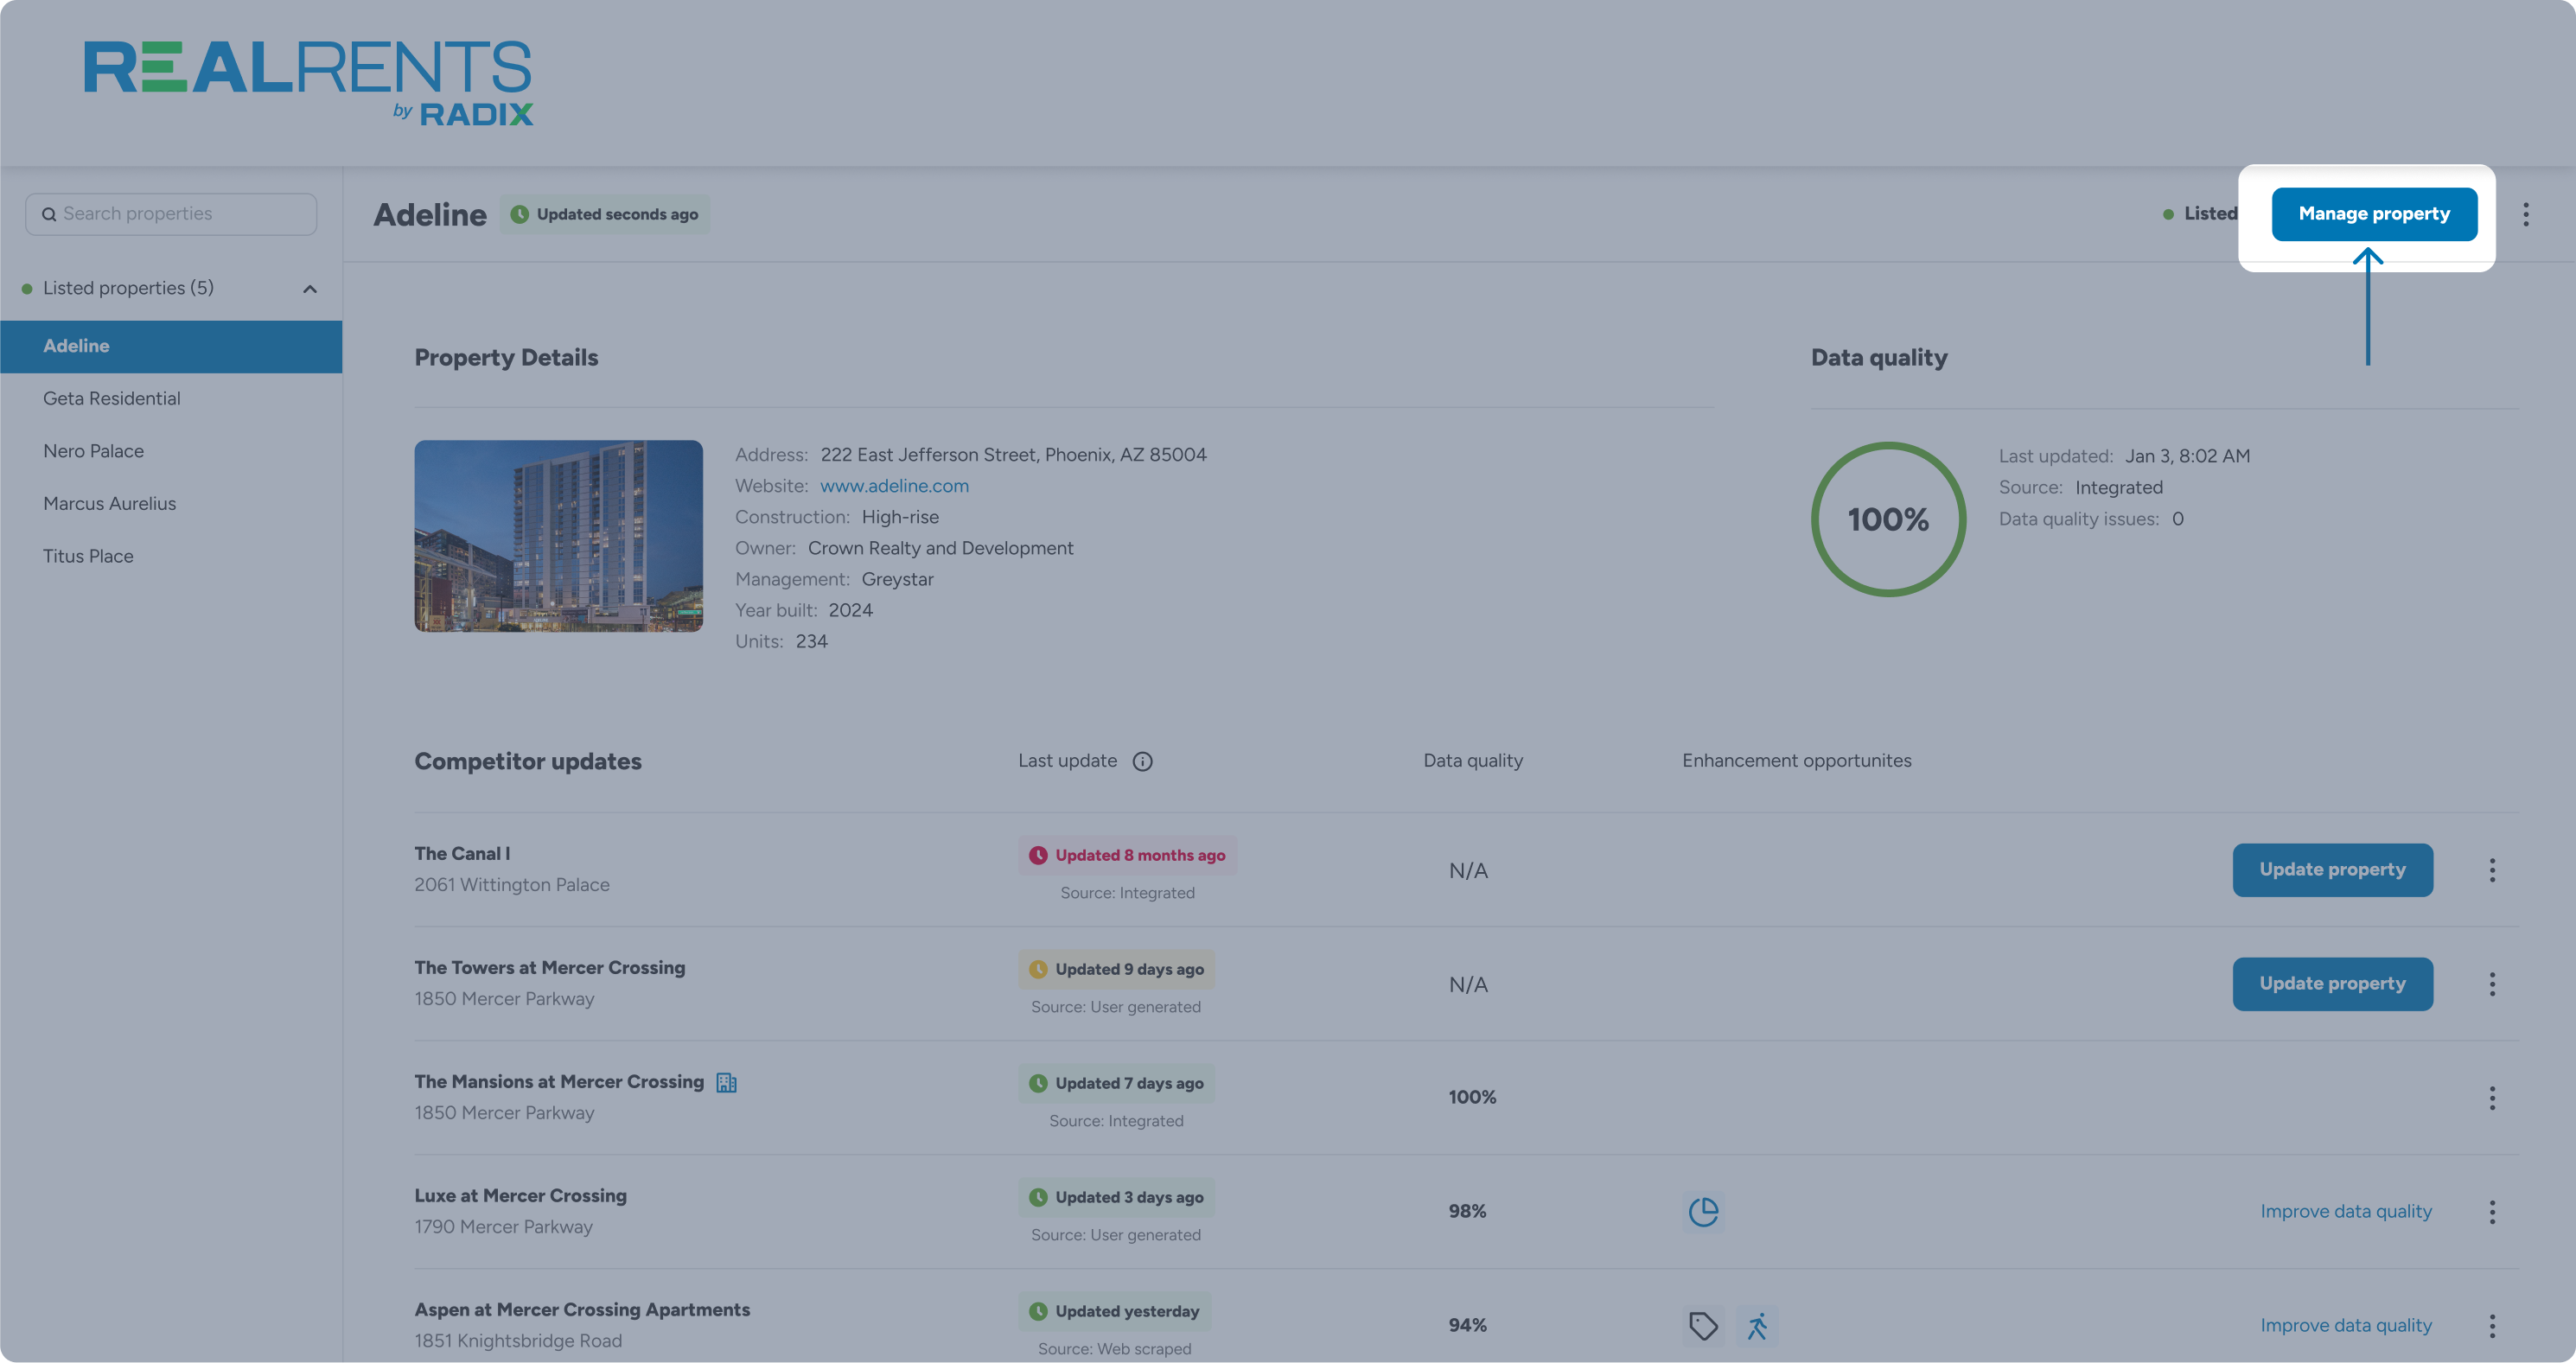 REALRENTS
by RADIX
Search properties
Adeline
Updated seconds ago
Listed
Manage property
Listed properties (5)
Adeline
Geta Residential
Nero Palace
Marcus Aurelius
Titus Place
Property Details
Address: 222 East Jefferson Street, Phoenix, AZ 85004
Website: www.adeline.com
Construction: High-rise
Owner: Crown Realty and Development
Management: Greystar
Year built: 2024
Units: 234
Data quality
100%
Last updated: Jan 3, 8:02 AM
Source: Integrated
Data quality issues: 0
Competitor updates
Last update
Data quality
Enhancement opportunites
The Canal I
2061 Wittington Palace
Updated 8 months ago
Source: Integrated
N/A
Update property
The Towers at Mercer Crossing
1850 Mercer Parkway
Updated 9 days ago
Source: User generated
N/A
Update property
The Mansions at Mercer Crossing
1850 Mercer Parkway
Updated 7 days ago
Source: Integrated
100%
Luxe at Mercer Crossing
1790 Mercer Parkway
Updated 3 days ago
Source: User generated
98%
Improve data quality
Aspen at Mercer Crossing Apartments
1851 Knightsbridge Road
Updated yesterday
Source: Web scraped
94%
Improve data quality